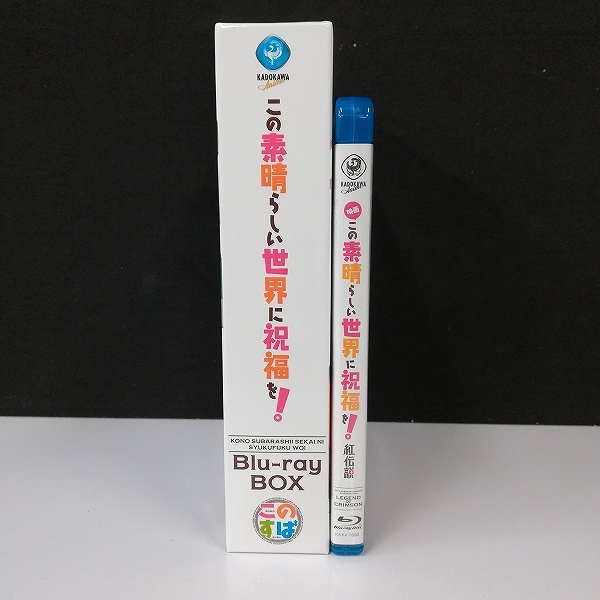 KADOKAWA
Anime
この素晴らしい世界に祝福を!
KONO SUBARASHII SEKAI NI
SYUKUFUKU WO!
Blu-ray
BOX
この
すば
KADOKAWA
Anime
映画
この素晴らしい世界に祝福を!
紅伝説
LEGEND
OF
CRIMSON
Blu-ray Disc